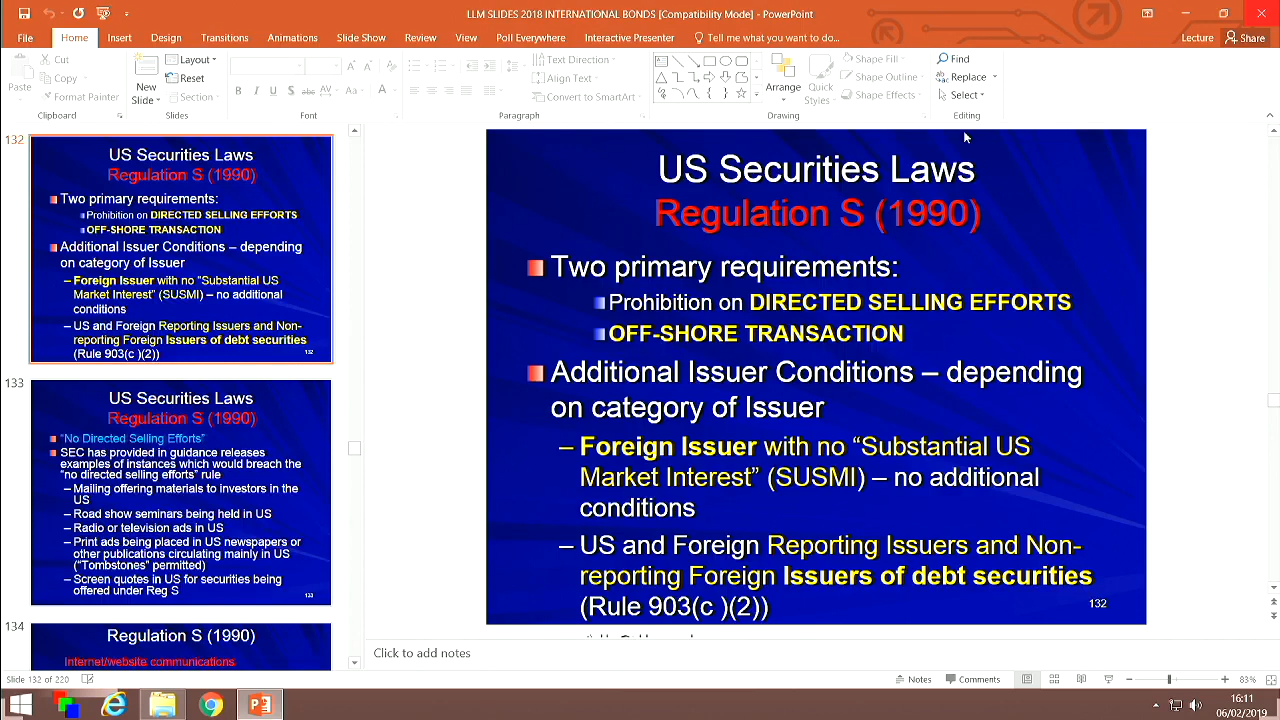 LLM SLIDES 2018 INTERNATIONAL BONDS [Compatibility Mode] - PowerPoint
File Home Insert Design Transitions Animations Slide Show Review View Poll Everywhere Interactive Presenter Tell me what you want to do... Lecture Share
Paste
Cut
Copy
Format Painter
Clipboard
New
Slide
Layout
Reset
Section
Slides
B I U S abc AV Aa A
Font
Text Direction
Align Text
Convert to SmartArt
Paragraph
Arrange
Quick
Styles
Shape Fill
Shape Outline
Shape Effects
Drawing
Find
Replace
Select
Editing
132
US Securities Laws
Regulation S (1990)
Two primary requirements:
Prohibition on DIRECTED SELLING EFFORTS
OFF-SHORE TRANSACTION
Additional Issuer Conditions – depending
on category of Issuer
– Foreign Issuer with no "Substantial US
Market Interest" (SUSMI) – no additional
conditions
– US and Foreign Reporting Issuers and Non-
reporting Foreign Issuers of debt securities
(Rule 903(c )(2))
132
133
US Securities Laws
Regulation S (1990)
"No Directed Selling Efforts"
SEC has provided in guidance releases
examples of instances which would breach the
"no directed selling efforts" rule
– Mailing offering materials to investors in the
US
– Road show seminars being held in US
– Radio or television ads in US
– Print ads being placed in US newspapers or
other publications circulating mainly in US
("Tombstones" permitted)
– Screen quotes in US for securities being
offered under Reg S
133
134
Regulation S (1990)
Internet/website communications
US Securities Laws
Regulation S (1990)
Two primary requirements:
Prohibition on DIRECTED SELLING EFFORTS
OFF-SHORE TRANSACTION
Additional Issuer Conditions – depending
on category of Issuer
– Foreign Issuer with no “Substantial US
Market Interest” (SUSMI) – no additional
conditions
– US and Foreign Reporting Issuers and Non-
reporting Foreign Issuers of debt securities
(Rule 903(c )(2))
132
Click to add notes
Slide 132 of 220
Notes Comments 83%
16:11
06/02/2019